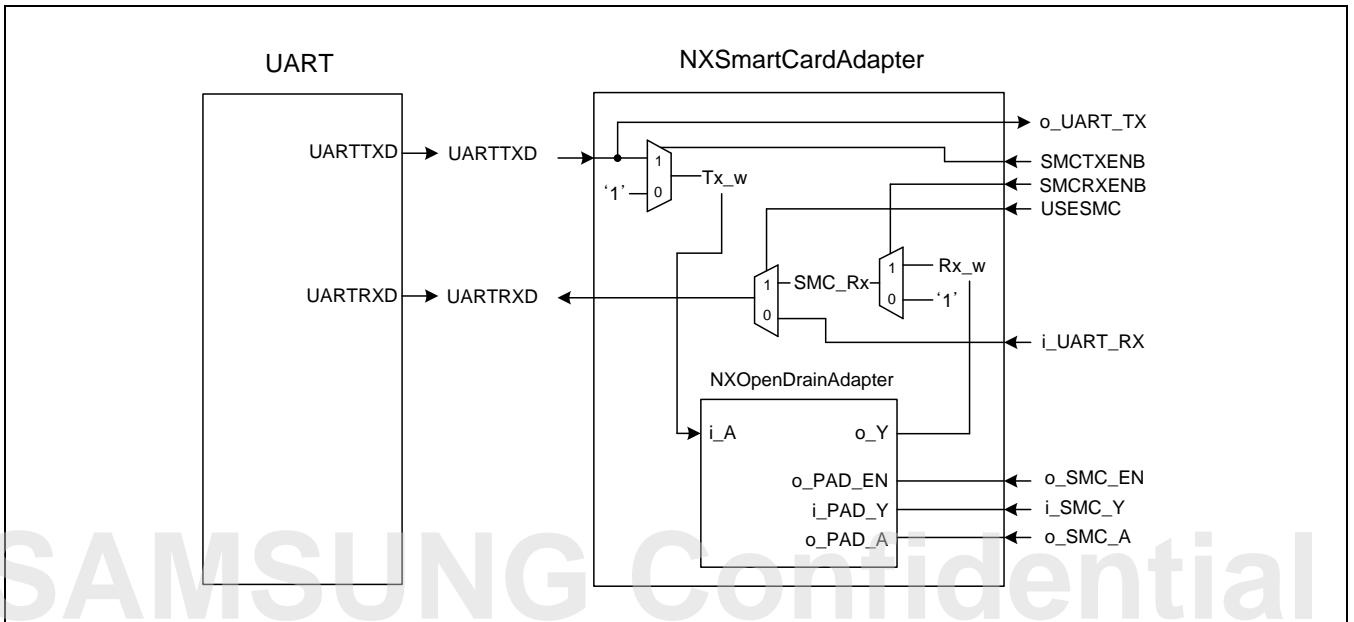 UART
NXSmartCardAdapter
UARTTXD
UARTTXD
o_UART_TX
SMCTXENB
SMCRXENB
USESMC
1
0
'1'
Tx_w
1
0
SMC_Rx
1
0
Rx_w
'1'
UARTRXD
UARTRXD
i_UART_RX
NXOpenDrainAdapter
i_A
o_Y
o_PAD_EN
o_SMC_EN
i_PAD_Y
i_SMC_Y
o_PAD_A
o_SMC_A
SAMSUNG Confidential